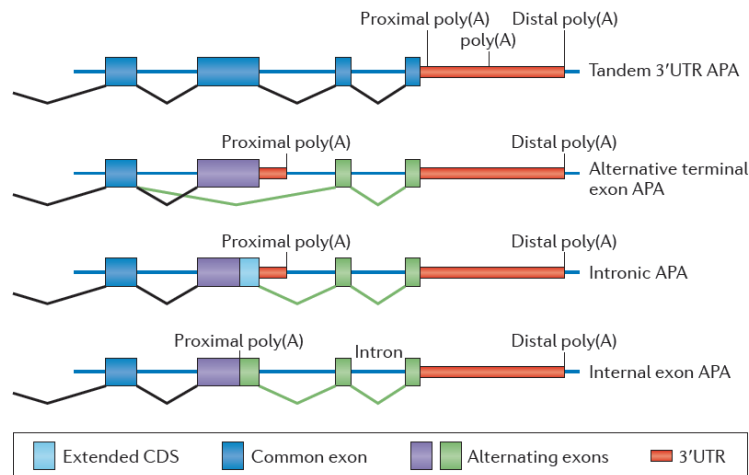 Proximal poly(A)
Distal poly(A)
poly(A)
Tandem 3′UTR APA
Proximal poly(A)
Distal poly(A)
Alternative terminal
exon APA
Proximal poly(A)
Distal poly(A)
Intronic APA
Proximal poly(A)
Intron
Distal poly(A)
Internal exon APA
Extended CDS
Common exon
Alternating exons
3′UTR